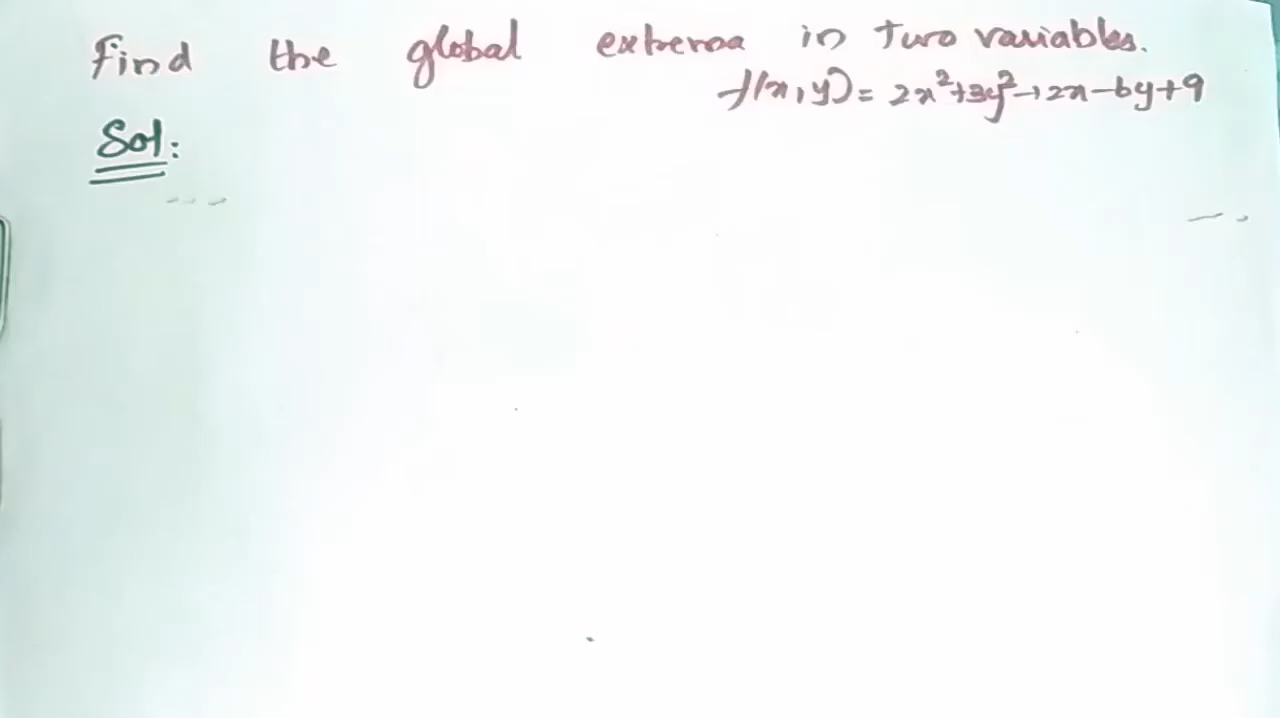 Find the global extrema in two variables.
f(x,y) = 2x²+3y²-12x-6y+9
Sol: